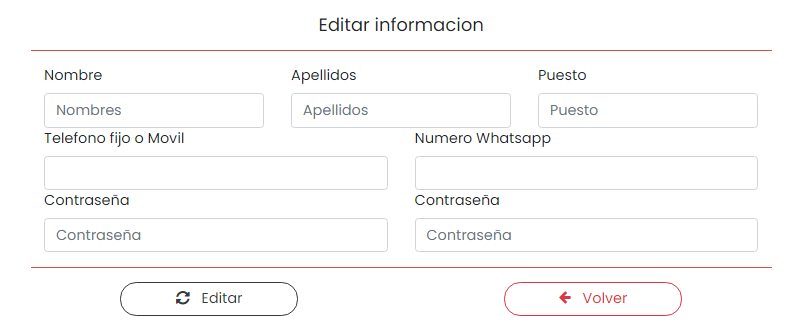 Editar informacion
Nombre Apellidos Puesto
Nombres Apellidos Puesto
Telefono fijo o Movil Numero Whatsapp
Contraseña Contraseña
Contraseña Contraseña
Editar Volver